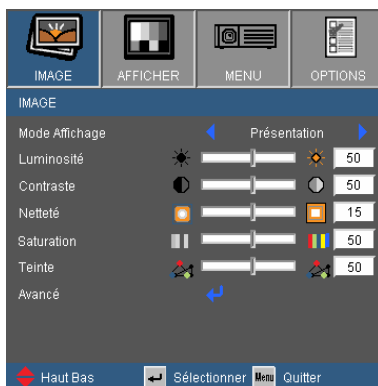 IMAGE AFFICHER MENU OPTIONS
IMAGE
Mode Affichage Présentation
Luminosité 50
Contraste 50
Netteté 15
Saturation 50
Teinte 50
Avancé
Haut Bas Sélectionner Menu Quitter